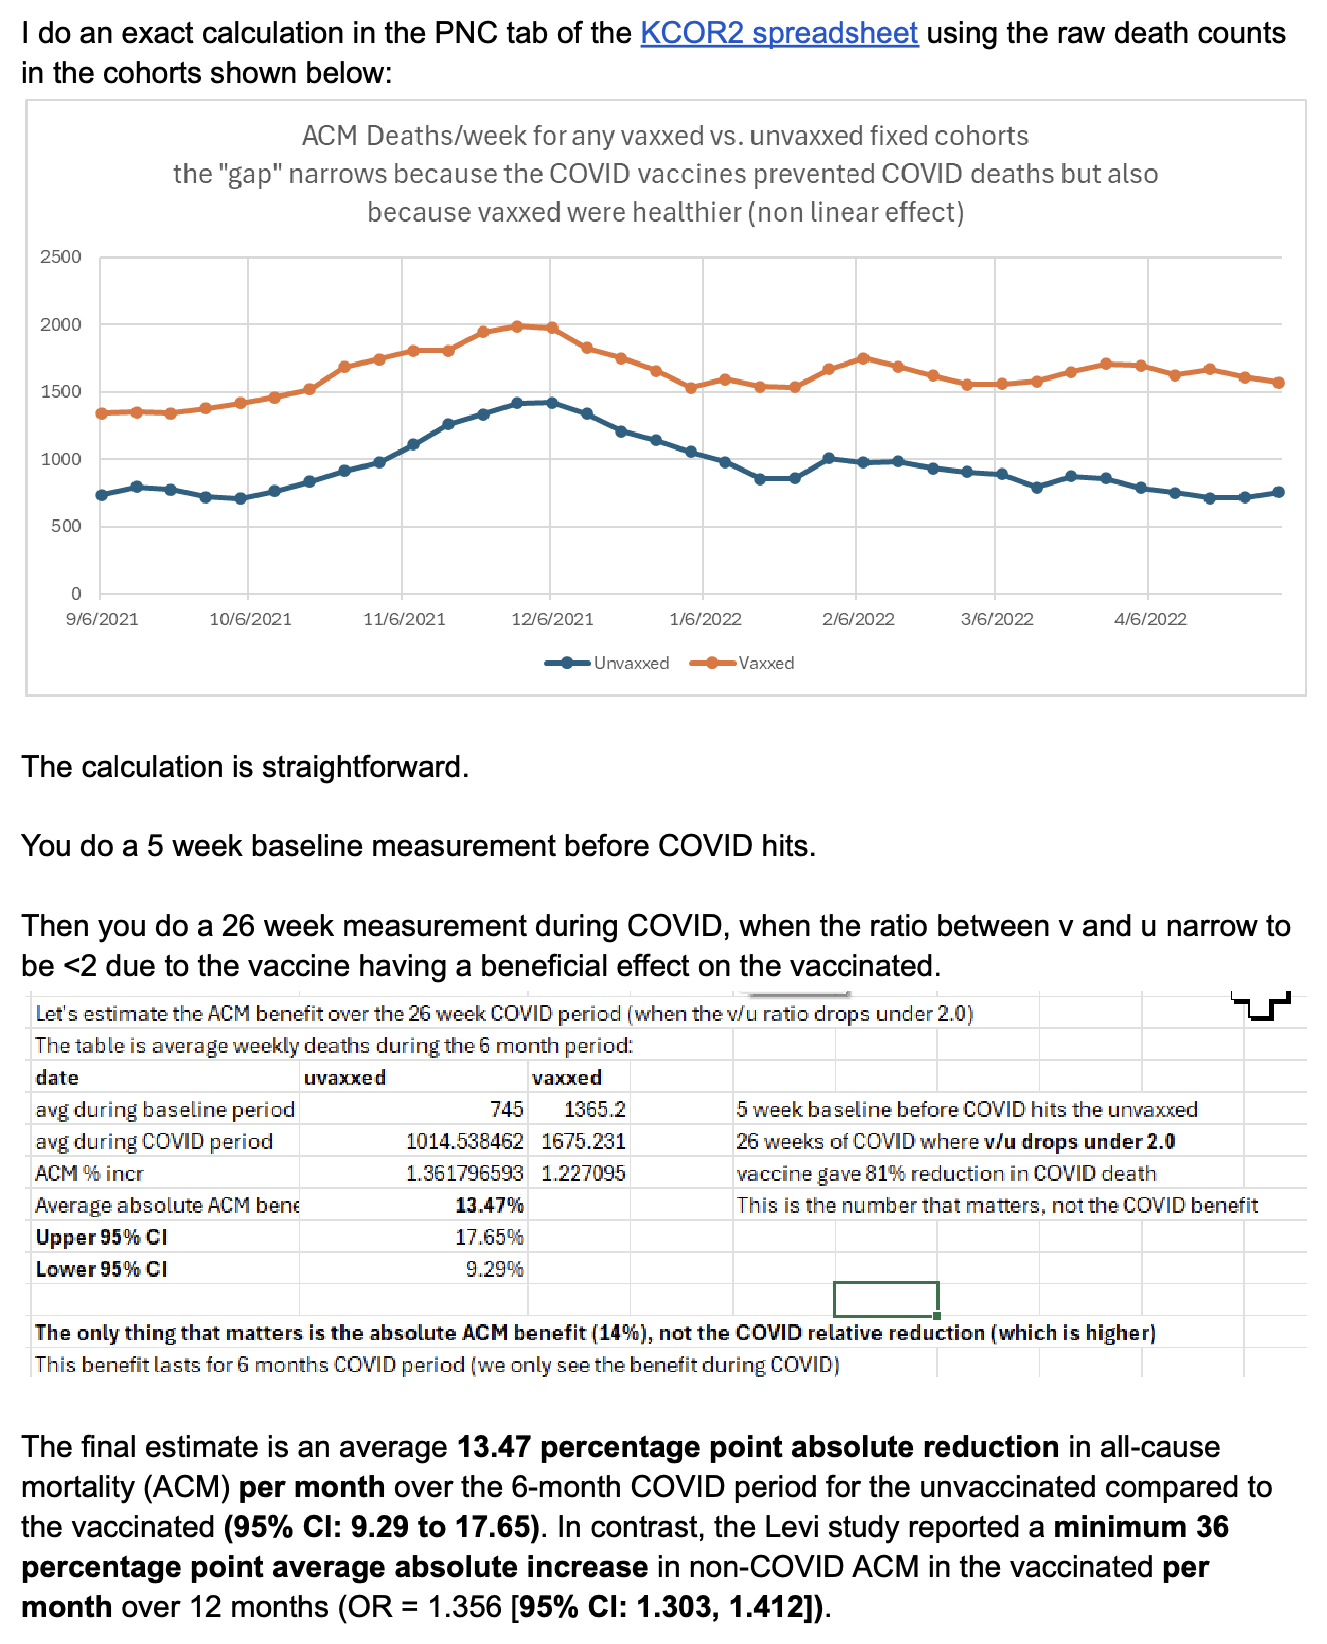 I do an exact calculation in the PNC tab of the KCOR2 spreadsheet using the raw death counts
in the cohorts shown below:
ACM Deaths/week for any vaxxed vs. unvaxxed fixed cohorts
the "gap" narrows because the COVID vaccines prevented COVID deaths but also
because vaxxed were healthier (non linear effect)
2500
2000
1500
1000
500
0
9/6/2021 10/6/2021 11/6/2021 12/6/2021 1/6/2022 2/6/2022 3/6/2022 4/6/2022
Unvaxxed Vaxxed
The calculation is straightforward.
You do a 5 week baseline measurement before COVID hits.
Then you do a 26 week measurement during COVID, when the ratio between v and u narrow to
be <2 due to the vaccine having a beneficial effect on the vaccinated.
Let's estimate the ACM benefit over the 26 week COVID period (when the v/u ratio drops under 2.0)
The table is average weekly deaths during the 6 month period:
date uvaxxed vaxxed
avg during baseline period 745 1365.2 5 week baseline before COVID hits the unvaxxed
avg during COVID period 1014.538462 1675.231 26 weeks of COVID where v/u drops under 2.0
ACM % incr 1.361796593 1.227095 vaccine gave 81% reduction in COVID death
Average absolute ACM bene 13.47% This is the number that matters, not the COVID benefit
Upper 95% CI 17.65%
Lower 95% CI 9.29%
The only thing that matters is the absolute ACM benefit (14%), not the COVID relative reduction (which is higher)
This benefit lasts for 6 months COVID period (we only see the benefit during COVID)
The final estimate is an average 13.47 percentage point absolute reduction in all-cause
mortality (ACM) per month over the 6-month COVID period for the unvaccinated compared to
the vaccinated (95% CI: 9.29 to 17.65). In contrast, the Levi study reported a minimum 36
percentage point average absolute increase in non-COVID ACM in the vaccinated per
month over 12 months (OR = 1.356 [95% CI: 1.303, 1.412]).